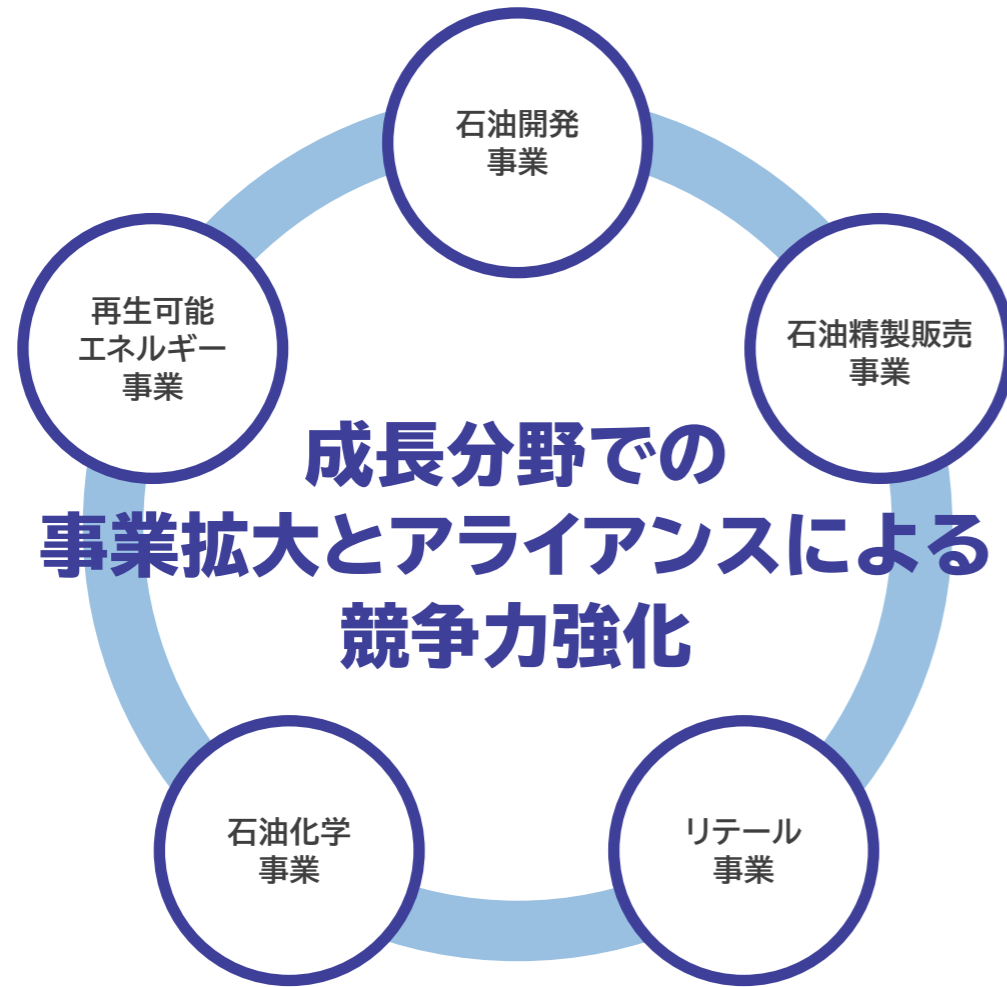 石油開発
事業
再生可能
エネルギー
事業
石油精製販売
事業
成長分野での
事業拡大とアライアンスによる
競争力強化
石油化学
事業
リテール
事業